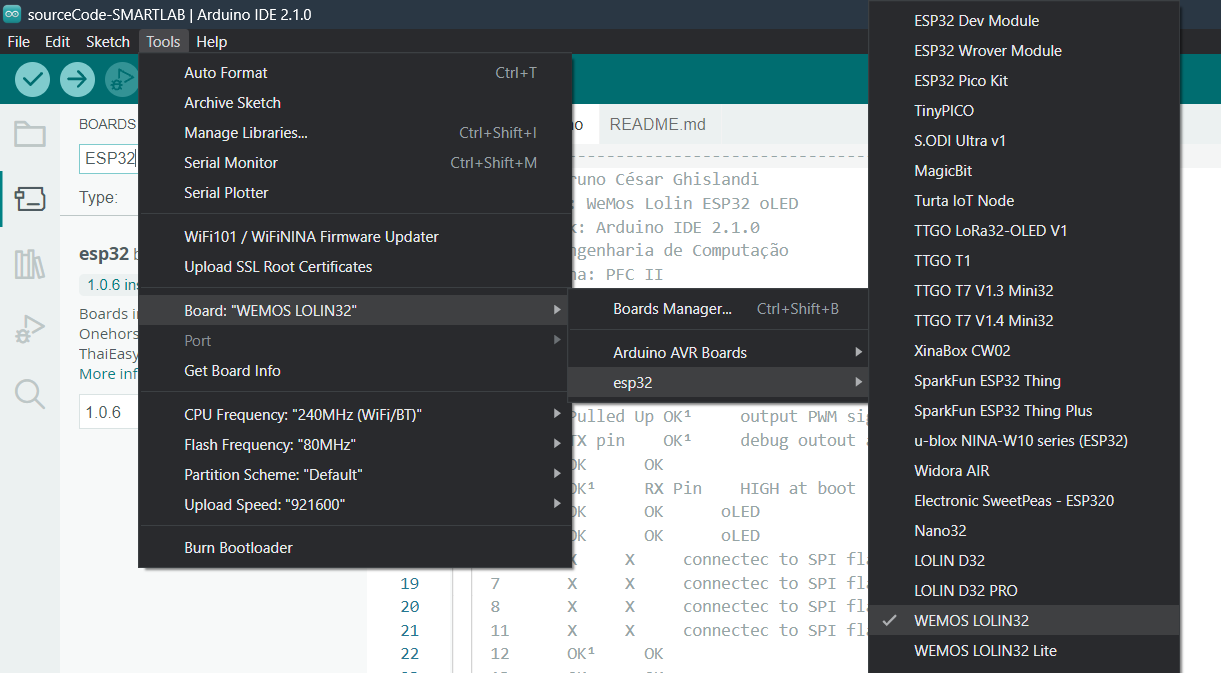 sourceCode-SMARTLAB | Arduino IDE 2.1.0
File Edit Sketch Tools Help
BOARDS
ESP32
Type:
esp32
1.0.6
Boards
Onehors
ThaiEasy
More inf
1.0.6
Auto Format Ctrl+T
Archive Sketch
Manage Libraries... Ctrl+Shift+I
Serial Monitor Ctrl+Shift+M
Serial Plotter
WiFi101 / WiFiNINA Firmware Updater
Upload SSL Root Certificates
Board: "WEMOS LOLIN32"
Port
Get Board Info
CPU Frequency: "240MHz (WiFi/BT)"
Flash Frequency: "80MHz"
Partition Scheme: "Default"
Upload Speed: "921600"
Burn Bootloader
README.md
runo César Ghislandi
: WeMos Lolin ESP32 oLED
: Arduino IDE 2.1.0
ngenharia de Computação
a: PFC II
Boards Manager... Ctrl+Shift+B
Arduino AVR Boards
esp32
Pulled Up OK¹ output PWM sig
TX pin OK¹ debug outout
OK OK
OK¹ RX Pin HIGH at boot
OK OK oLED
OK OK oLED
X X connectec to SPI fl
19 7 X X connectec to SPI fl
20 8 X X connectec to SPI fl
21 11 X X connectec to SPI fl
22 12 OK¹ OK
ESP32 Dev Module
ESP32 Wrover Module
ESP32 Pico Kit
TinyPICO
S.ODI Ultra v1
MagicBit
Turta IoT Node
TTGO LoRa32-OLED V1
TTGO T1
TTGO T7 V1.3 Mini32
TTGO T7 V1.4 Mini32
XinaBox CW02
SparkFun ESP32 Thing
SparkFun ESP32 Thing Plus
u-blox NINA-W10 series (ESP32)
Widora AIR
Electronic SweetPeas - ESP320
Nano32
LOLIN D32
LOLIN D32 PRO
WEMOS LOLIN32
WEMOS LOLIN32 Lite